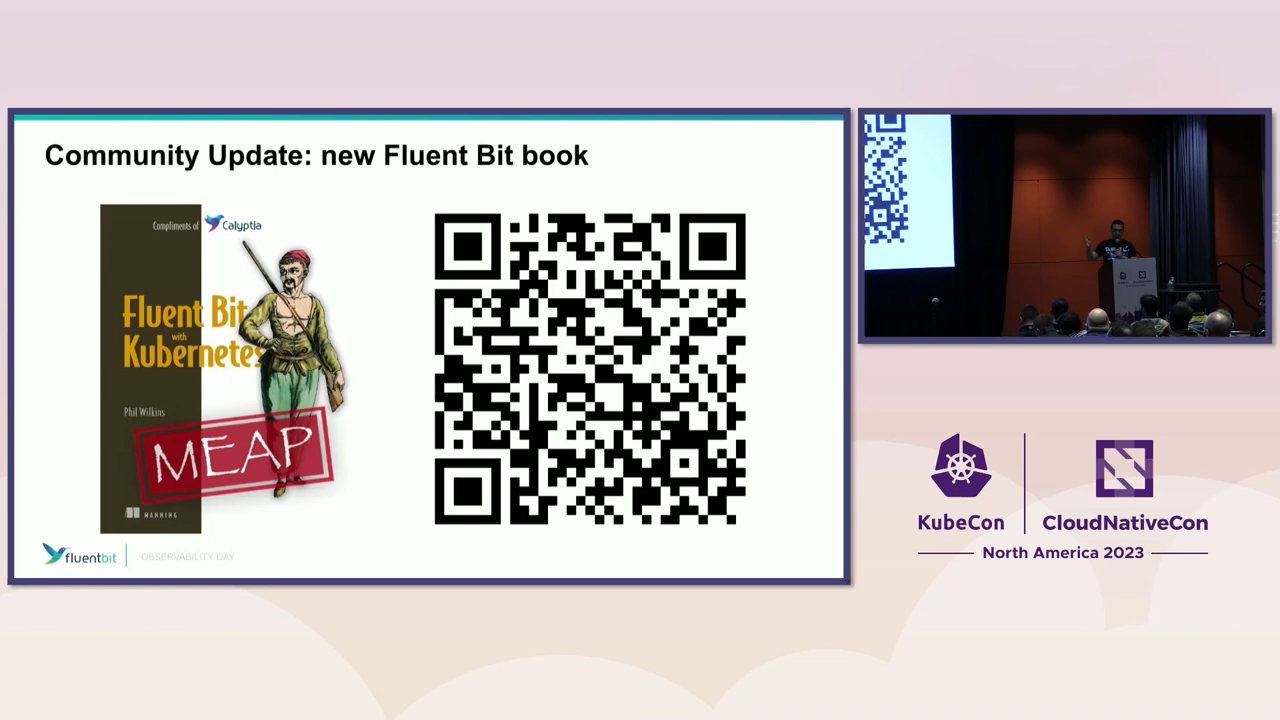 Community Update: new Fluent Bit book
Compliments of Calyptia
Fluent Bit
with
Kubernetes
Phil Wilkins
MEAP
MANNING
fluentbit
OBSERVABILITY DAY
KubeCon
CloudNativeCon
North America 2023